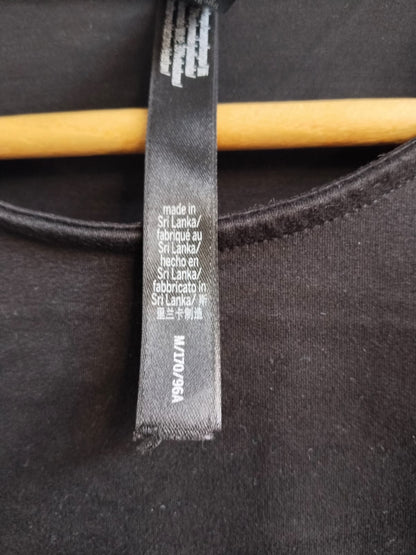 made in
Sri Lanka/
fabriqué au
Sri Lanka/
hecho en
Sri Lanka/
fabbricato in
Sri Lanka/ 斯
里兰卡制造
M/170/96A